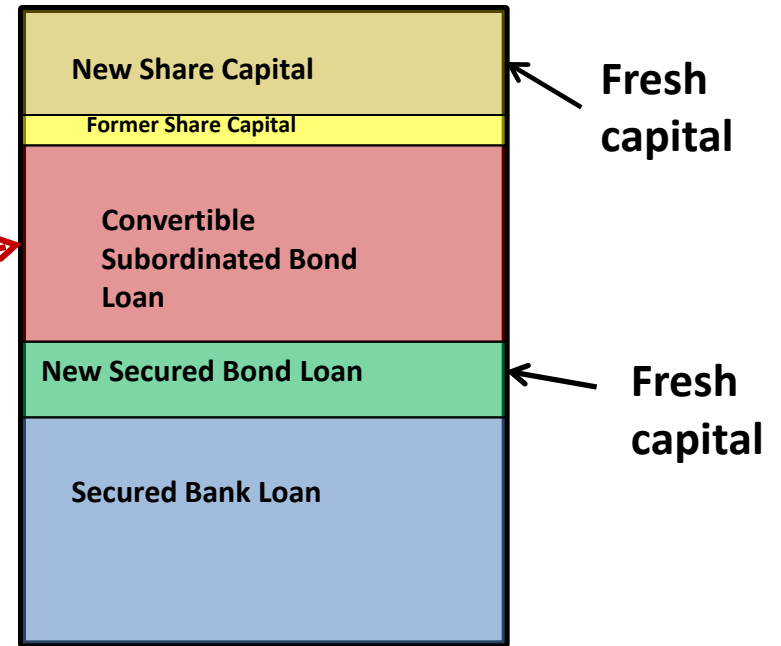 New Share Capital
Fresh
capital
Former Share Capital
Convertible
Subordinated Bond
Loan
New Secured Bond Loan
Fresh
capital
Secured Bank Loan